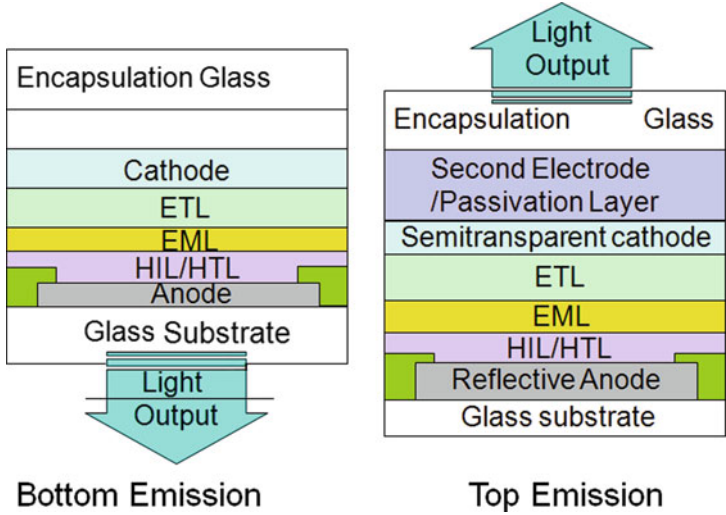 Encapsulation Glass
Cathode
ETL
EML
HIL/HTL
Anode
Glass Substrate
Light
Output
Bottom Emission
Light
Output
Encapsulation Glass
Second Electrode
/Passivation Layer
Semitransparent cathode
ETL
EML
HIL/HTL
Reflective Anode
Glass substrate
Top Emission